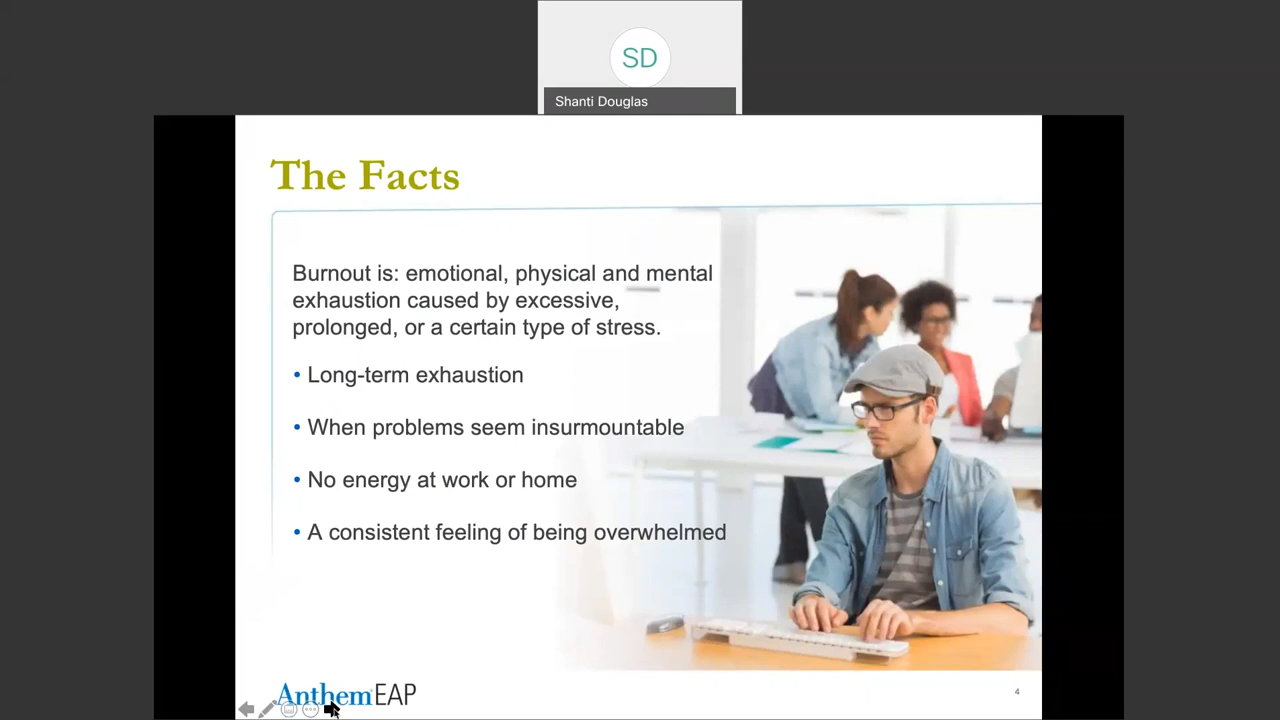 SD
Shanti Douglas
The Facts
Burnout is: emotional, physical and mental
exhaustion caused by excessive,
prolonged, or a certain type of stress.
• Long-term exhaustion
• When problems seem insurmountable
• No energy at work or home
• A consistent feeling of being overwhelmed
Anthem EAP
4